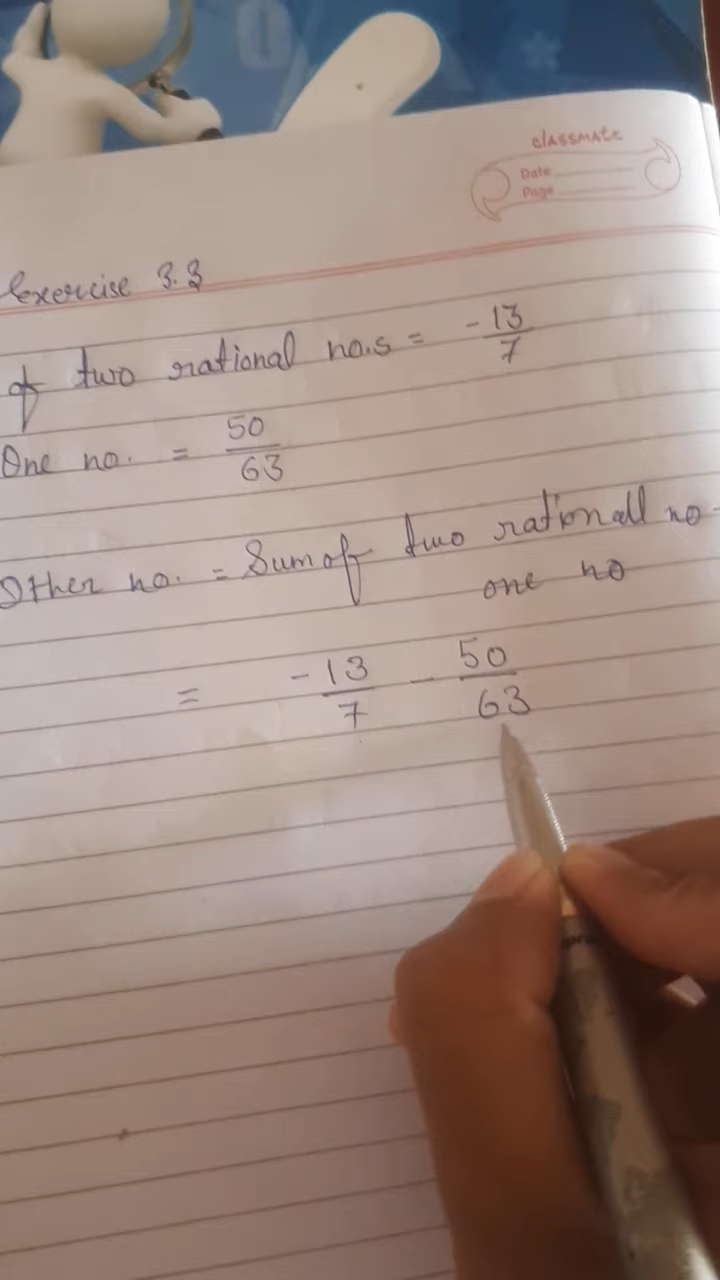 classmate
Date
Page
Exercise 3.3
of two rational no.s = -13/7
One no. = 50/63
Other no. = Sum of two rational no -
one no
= -13/7 - 50/63